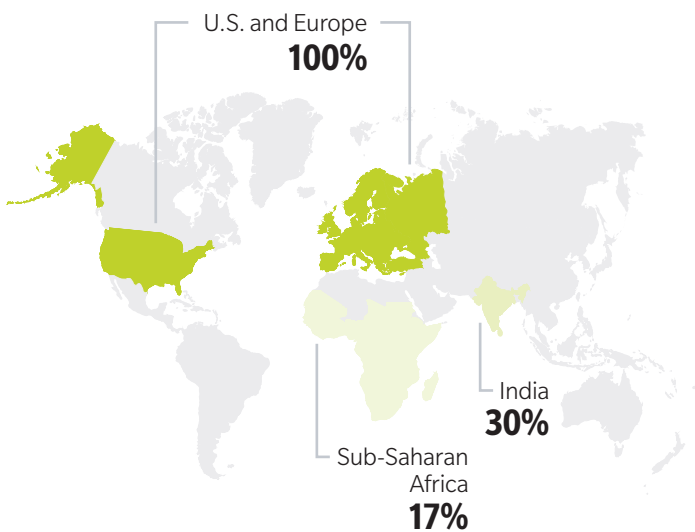 U.S. and Europe
100%
India
30%
Sub-Saharan
Africa
17%